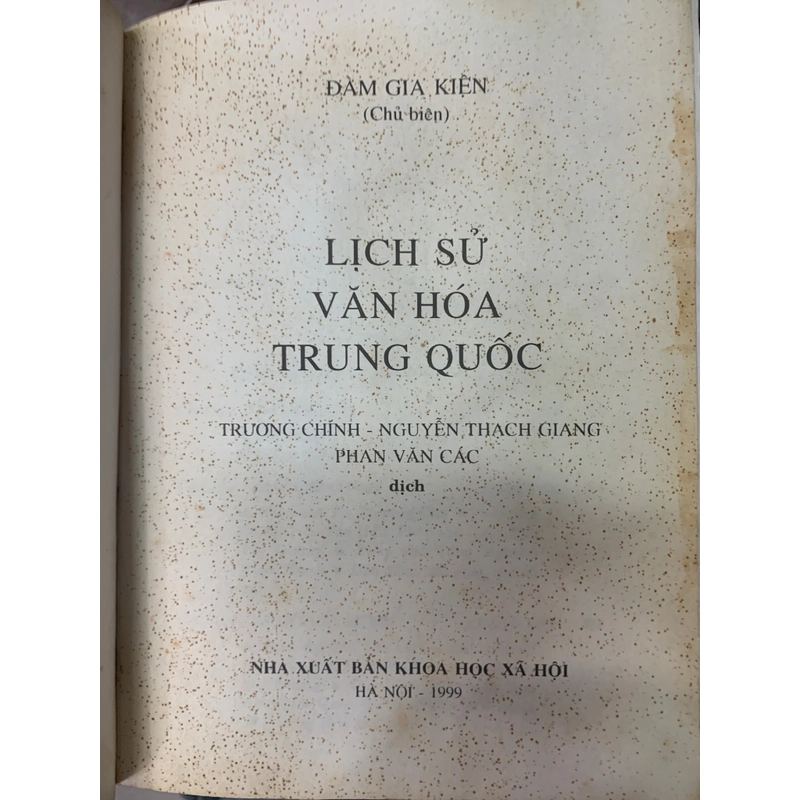 ĐÀM GIA KIỆN
(Chủ biên)
LỊCH SỬ
VĂN HÓA
TRUNG QUỐC
TRƯƠNG CHÍNH - NGUYỄN THẠCH GIANG
PHAN VĂN CÁC
dịch
NHÀ XUẤT BẢN KHOA HỌC XÃ HỘI
HÀ NỘI - 1999